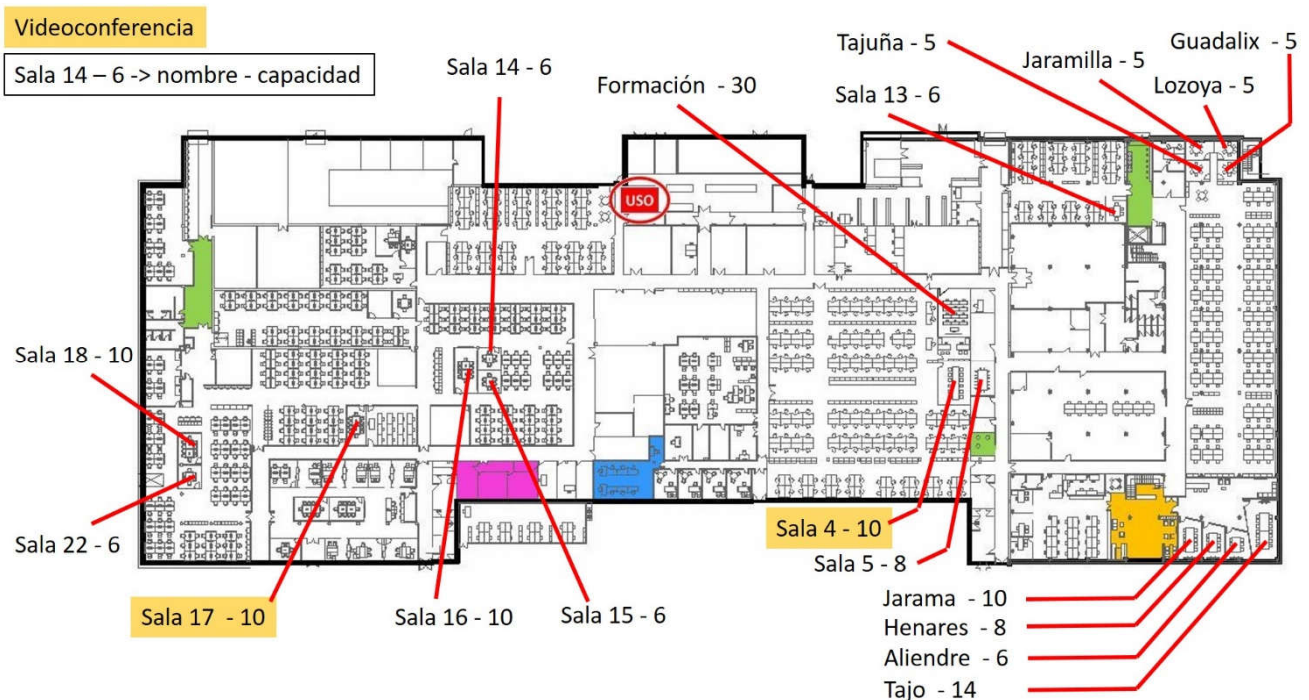 Videoconferencia
Sala 14 – 6 -> nombre - capacidad
Sala 14 - 6
Formación - 30
Tajuña - 5
Jaramilla - 5
Guadalix - 5
Lozoya - 5
Sala 13 - 6
USO
Sala 18 - 10
Sala 22 - 6
Sala 17 - 10
Sala 16 - 10
Sala 15 - 6
Sala 4 - 10
Sala 5 - 8
Jarama - 10
Henares - 8
Aliendre - 6
Tajo - 14